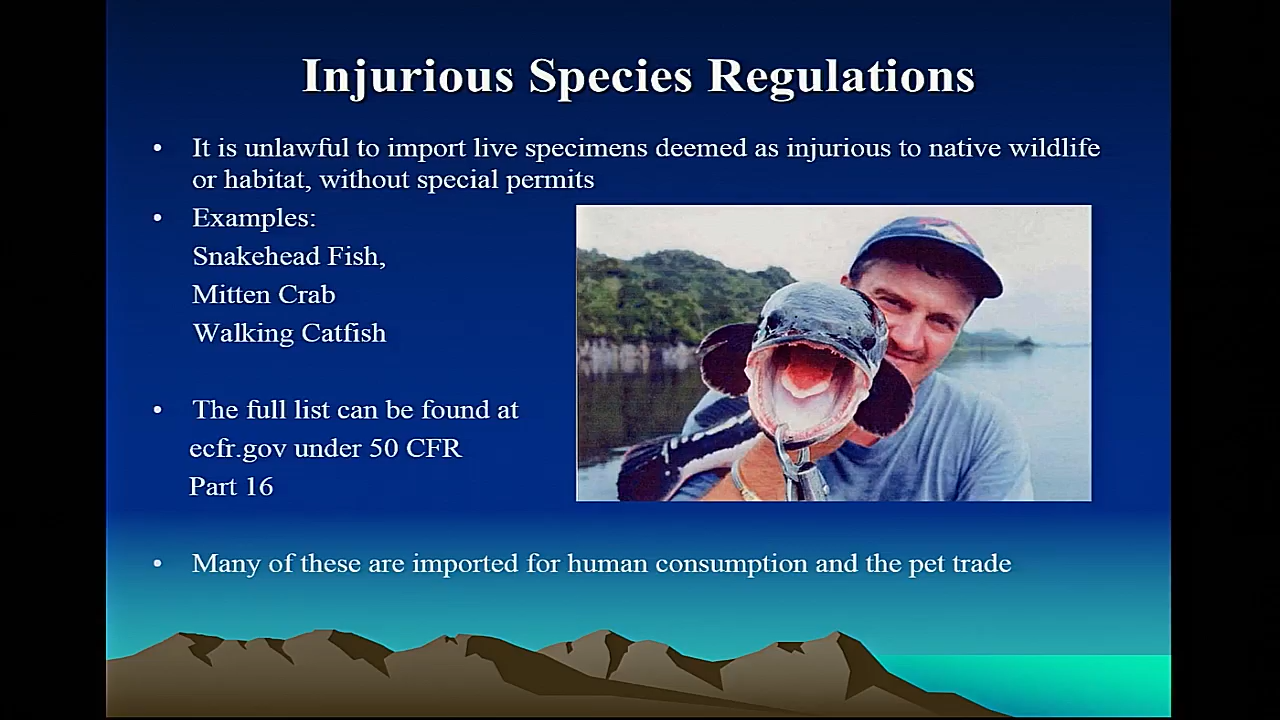 Injurious Species Regulations
• It is unlawful to import live specimens deemed as injurious to native wildlife
or habitat, without special permits
• Examples:
Snakehead Fish,
Mitten Crab
Walking Catfish
• The full list can be found at
ecfr.gov under 50 CFR
Part 16
• Many of these are imported for human consumption and the pet trade